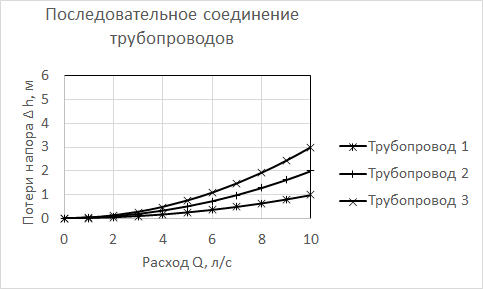 Последовательное соединение
трубопроводов
Потери напора Δ h, м
6
5
4
3
2
1
0
0 2 4 6 8 10
Расход Q, л/с
Трубопровод 1
Трубопровод 2
Трубопровод 3